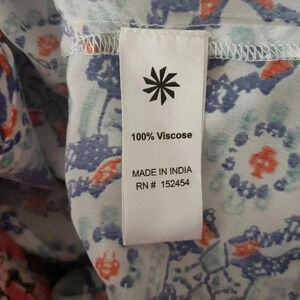 100% Viscose
MADE IN INDIA
RN # 152454